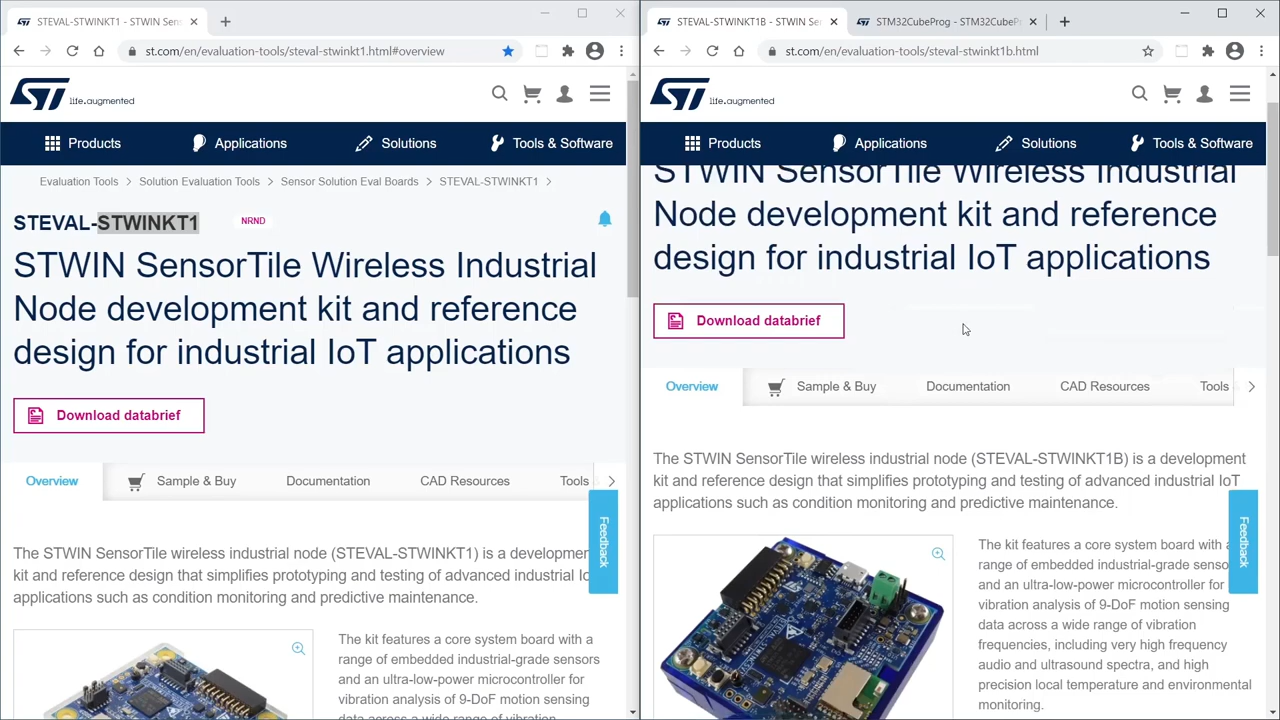 STEVAL-STWINKT1 - STWIN Sens
st.com/en/evaluation-tools/steval-stwinkt1.html#overview
life.augmented
Products
Applications
Solutions
Tools & Software
Evaluation Tools > Solution Evaluation Tools > Sensor Solution Eval Boards > STEVAL-STWINKT1 >
STEVAL-STWINKT1 NRND
STWIN SensorTile Wireless Industrial
Node development kit and reference
design for industrial IoT applications
Download databrief
Overview
Sample & Buy
Documentation
CAD Resources
Tools
Feedback
The STWIN SensorTile wireless industrial node (STEVAL-STWINKT1) is a developmen
kit and reference design that simplifies prototyping and testing of advanced industrial Io
applications such as condition monitoring and predictive maintenance.
The kit features a core system board with a
range of embedded industrial-grade sensors
and an ultra-low-power microcontroller for
vibration analysis of 9-DoF motion sensing
data across a wide range of vibration
STEVAL-STWINKT1B - STWIN Se
STM32CubeProg - STM32CubeP
st.com/en/evaluation-tools/steval-stwinkt1b.html
life.augmented
Products
Applications
Solutions
Tools & Software
STWIN SensorTile Wireless Industrial
Node development kit and reference
design for industrial IoT applications
Download databrief
Overview
Sample & Buy
Documentation
CAD Resources
Tools
Feedback
The STWIN SensorTile wireless industrial node (STEVAL-STWINKT1B) is a development
kit and reference design that simplifies prototyping and testing of advanced industrial IoT
applications such as condition monitoring and predictive maintenance.
The kit features a core system board with a
range of embedded industrial-grade senso
and an ultra-low-power microcontroller for
vibration analysis of 9-DoF motion sensing
data across a wide range of vibration
frequencies, including very high frequency
audio and ultrasound spectra, and high
precision local temperature and environmental
monitoring.